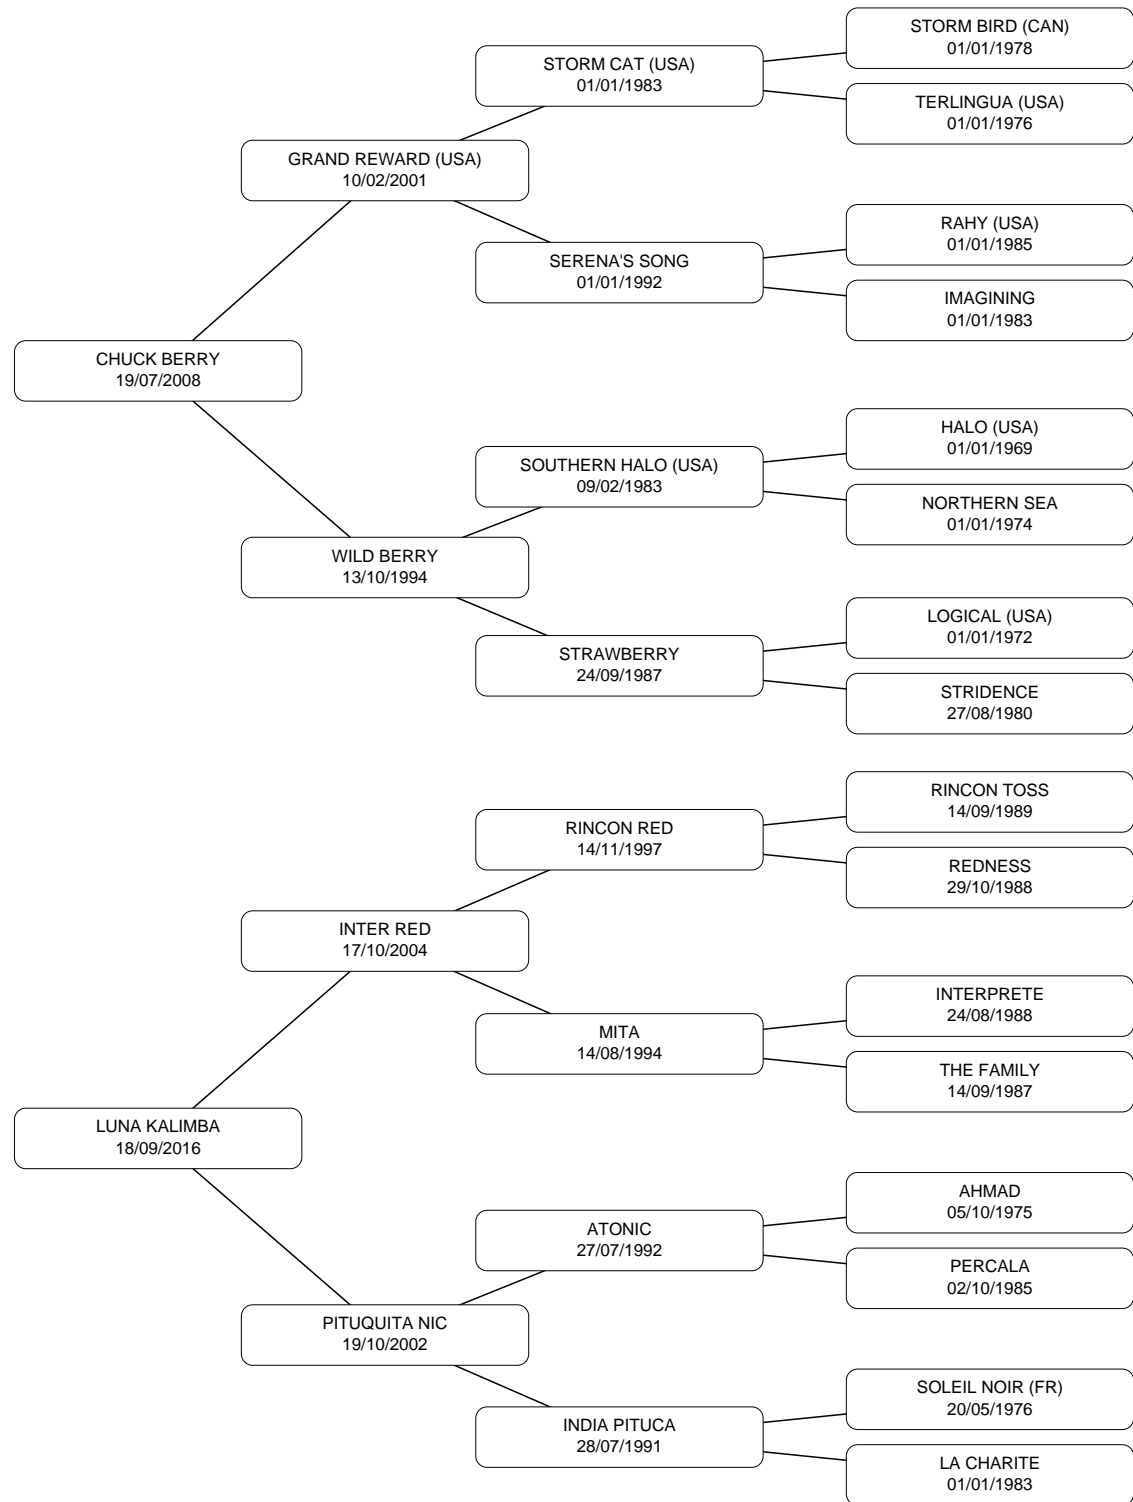 STORM BIRD (CAN)
01/01/1978
STORM CAT (USA)
01/01/1983
TERLINGUA (USA)
01/01/1976
GRAND REWARD (USA)
10/02/2001
RAHY (USA)
01/01/1985
SERENA'S SONG
01/01/1992
IMAGINING
01/01/1983
CHUCK BERRY
19/07/2008
HALO (USA)
01/01/1969
SOUTHERN HALO (USA)
09/02/1983
NORTHERN SEA
01/01/1974
WILD BERRY
13/10/1994
LOGICAL (USA)
01/01/1972
STRAWBERRY
24/09/1987
STRIDENCE
27/08/1980
RINCON TOSS
14/09/1989
RINCON RED
14/11/1997
REDNESS
29/10/1988
INTER RED
17/10/2004
INTERPRETE
24/08/1988
MITA
14/08/1994
THE FAMILY
14/09/1987
LUNA KALIMBA
18/09/2016
AHMAD
05/10/1975
ATONIC
27/07/1992
PERCALA
02/10/1985
PITUQUITA NIC
19/10/2002
SOLEIL NOIR (FR)
20/05/1976
INDIA PITUCA
28/07/1991
LA CHARITE
01/01/1983